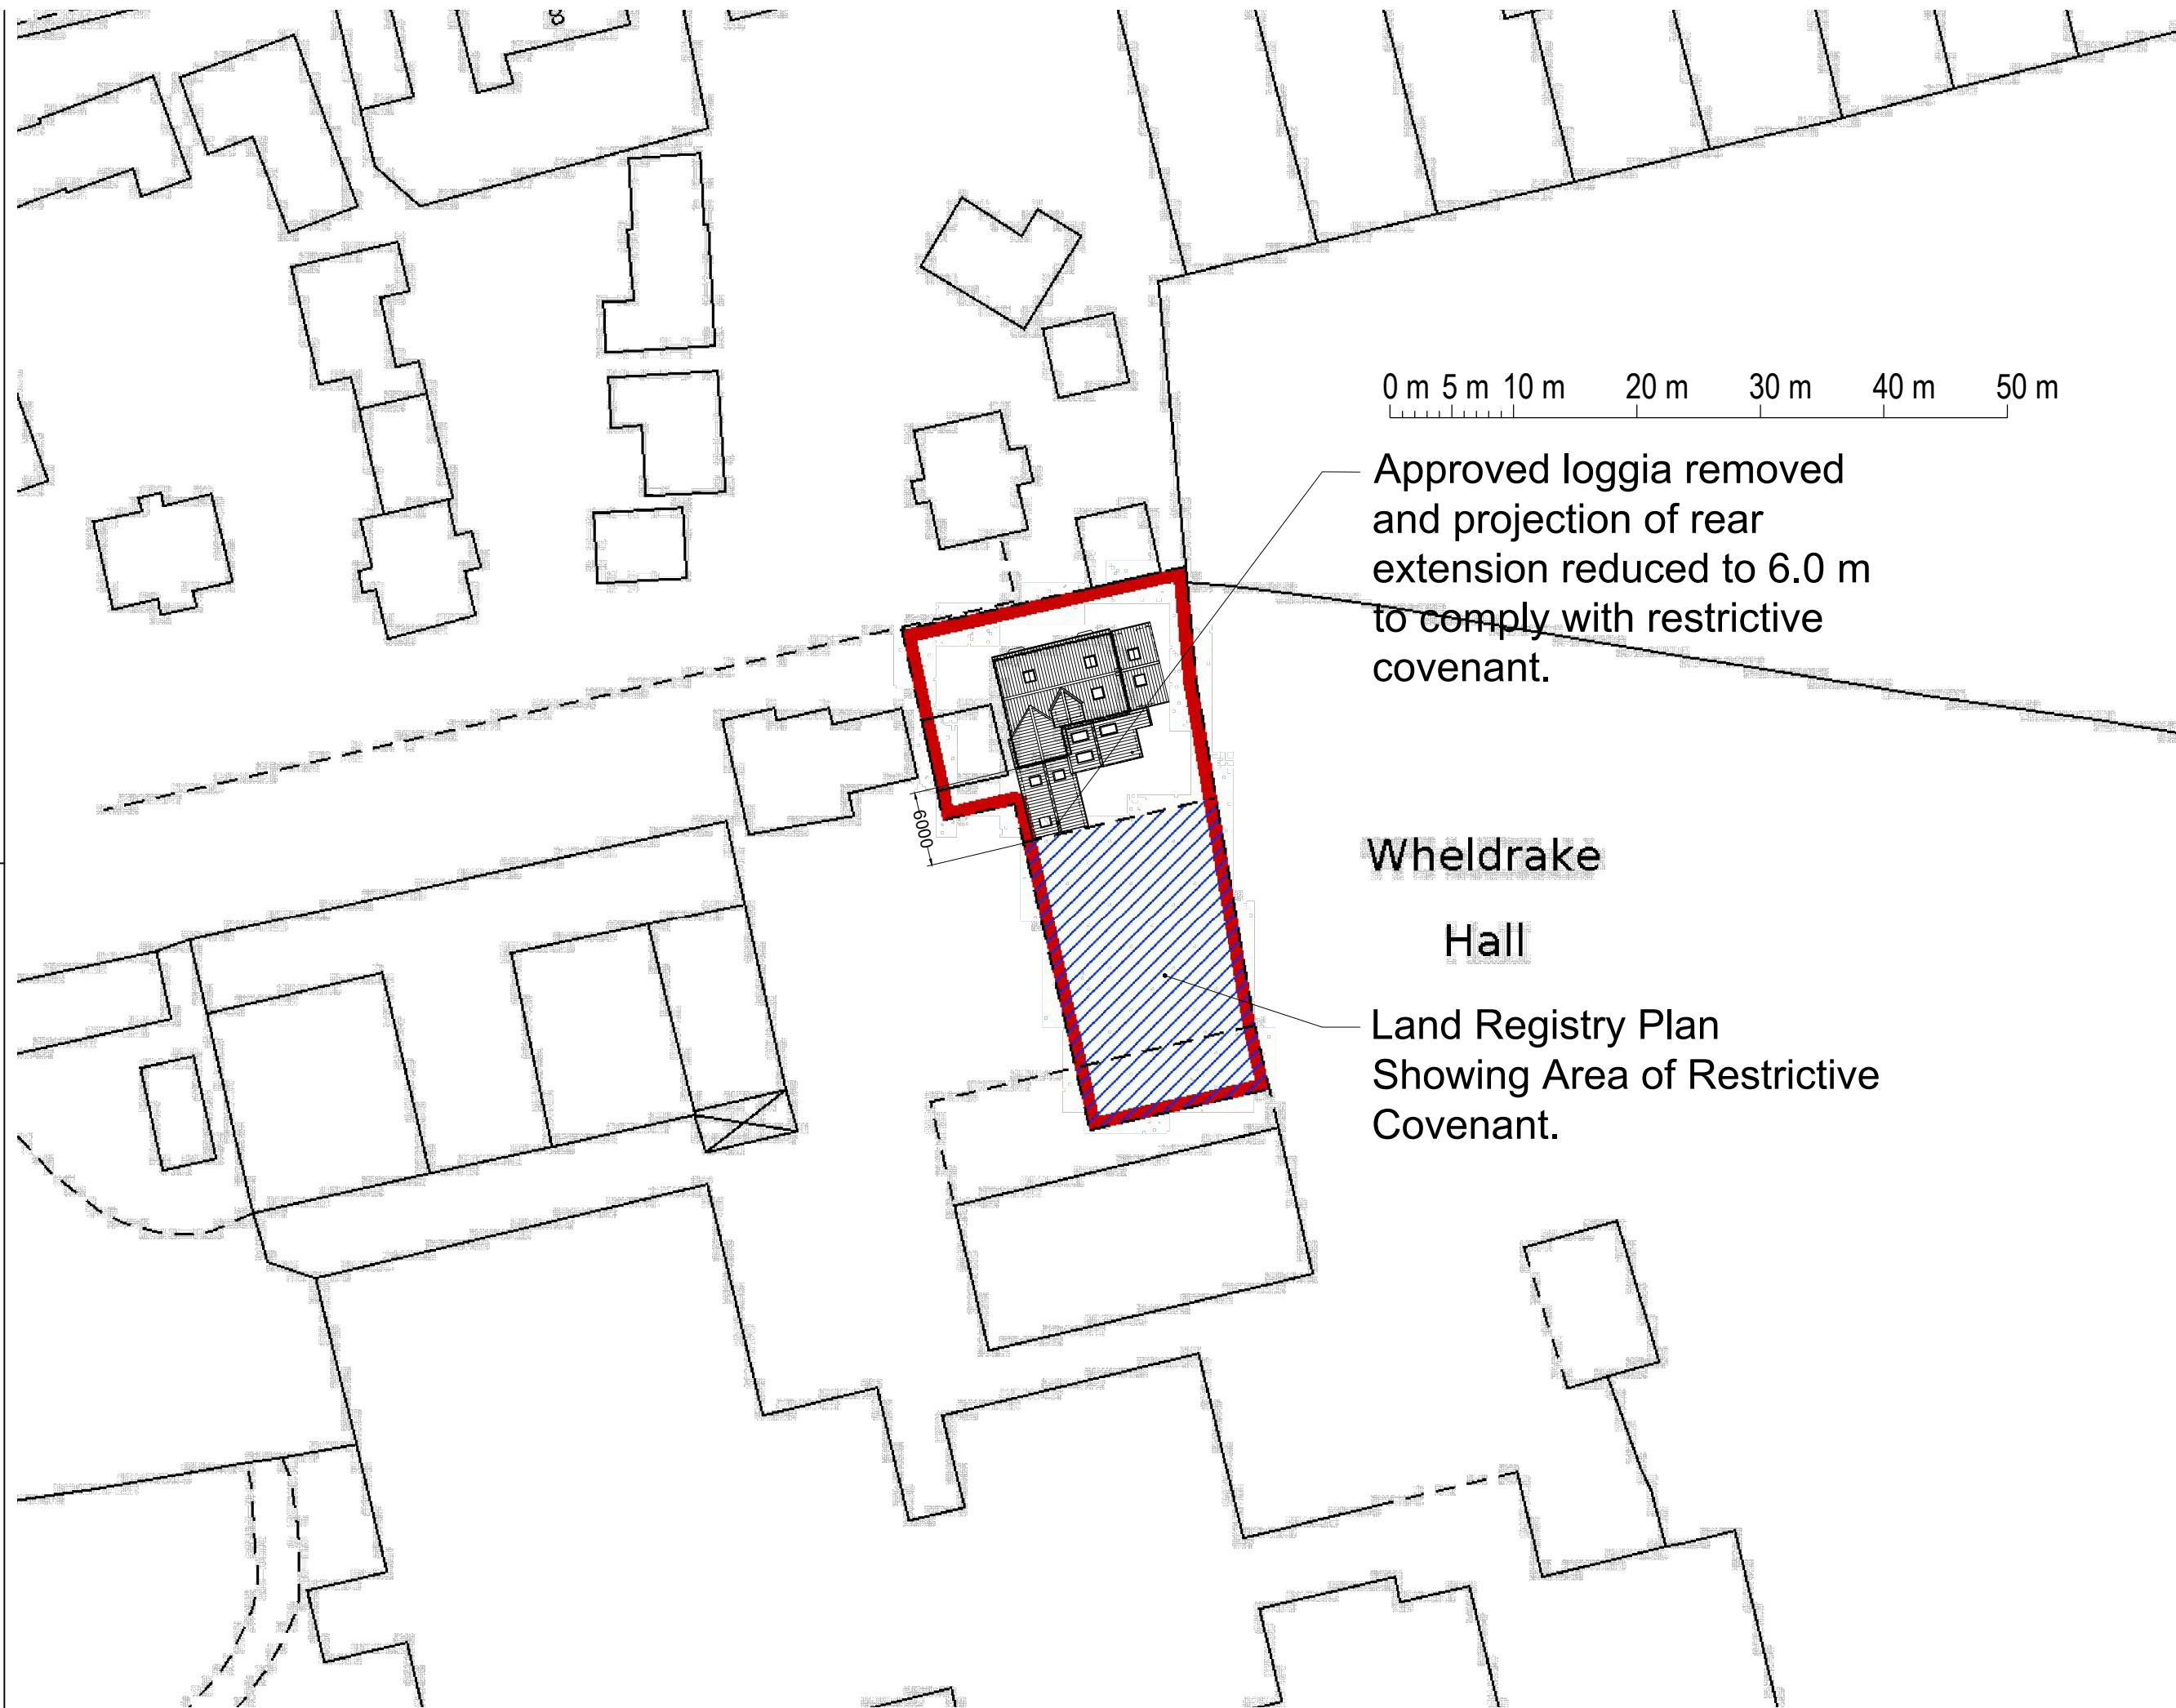 0 m 5 m 10 m 20 m 30 m 40 m 50 m
Approved loggia removed
and projection of rear
extension reduced to 6.0 m
to comply with restrictive
covenant.
6000
Wheldrake
Hall
Land Registry Plan
Showing Area of Restrictive
Covenant.